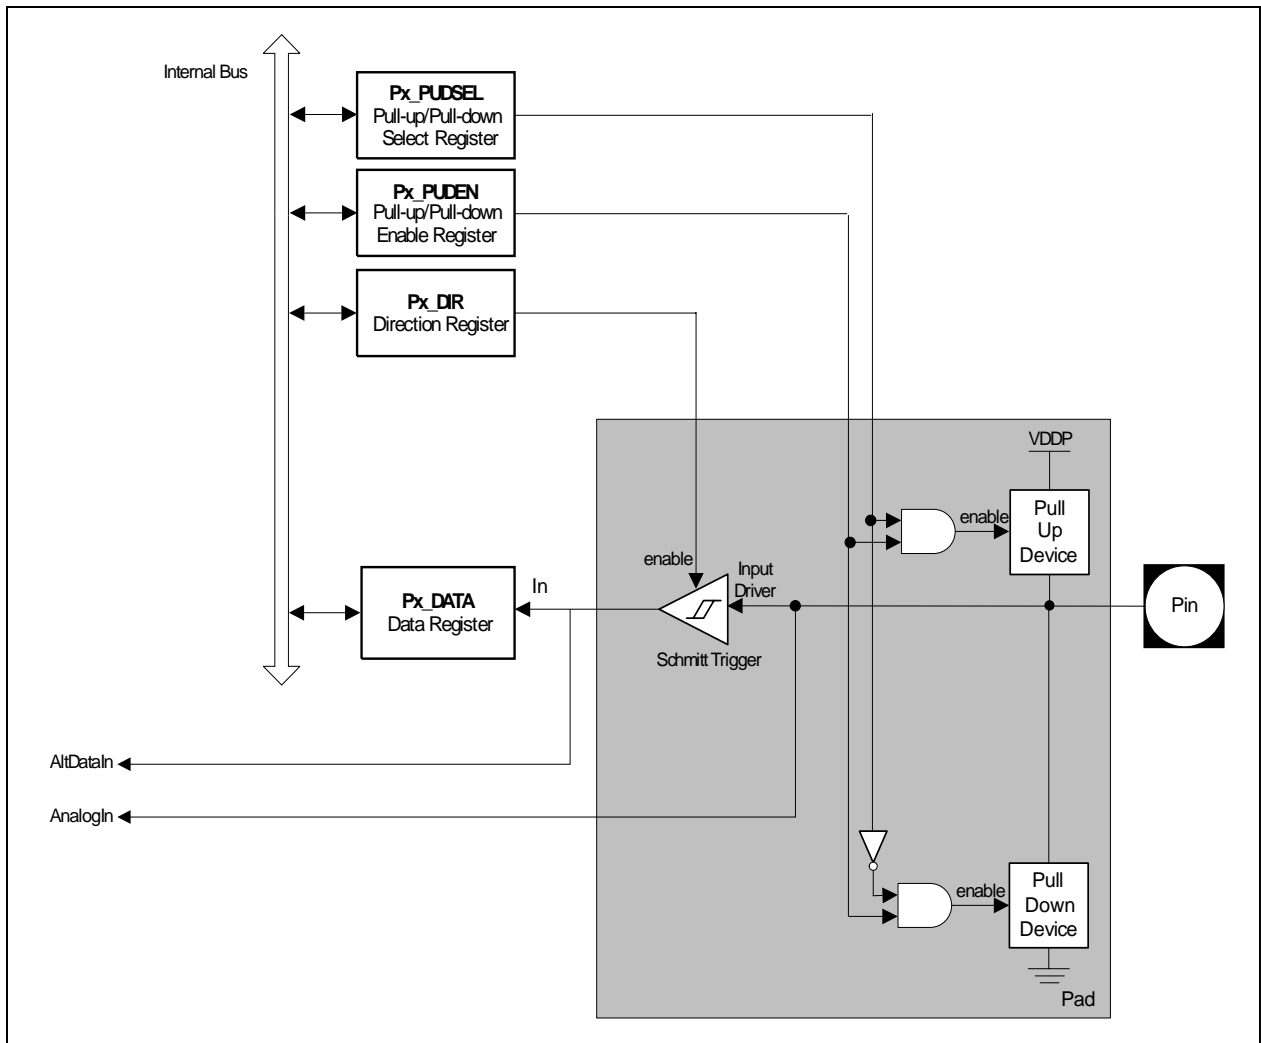 Internal Bus
Px_PUDSEL
Pull-up/Pull-down
Select Register
Px_PUDEN
Pull-up/Pull-down
Enable Register
Px_DIR
Direction Register
VDDP
Pull
Up
Device
enable
enable
Input
Driver
In
Px_DATA
Data Register
Schmitt Trigger
Pin
AltDataIn
AnalogIn
enable
Pull
Down
Device
Pad